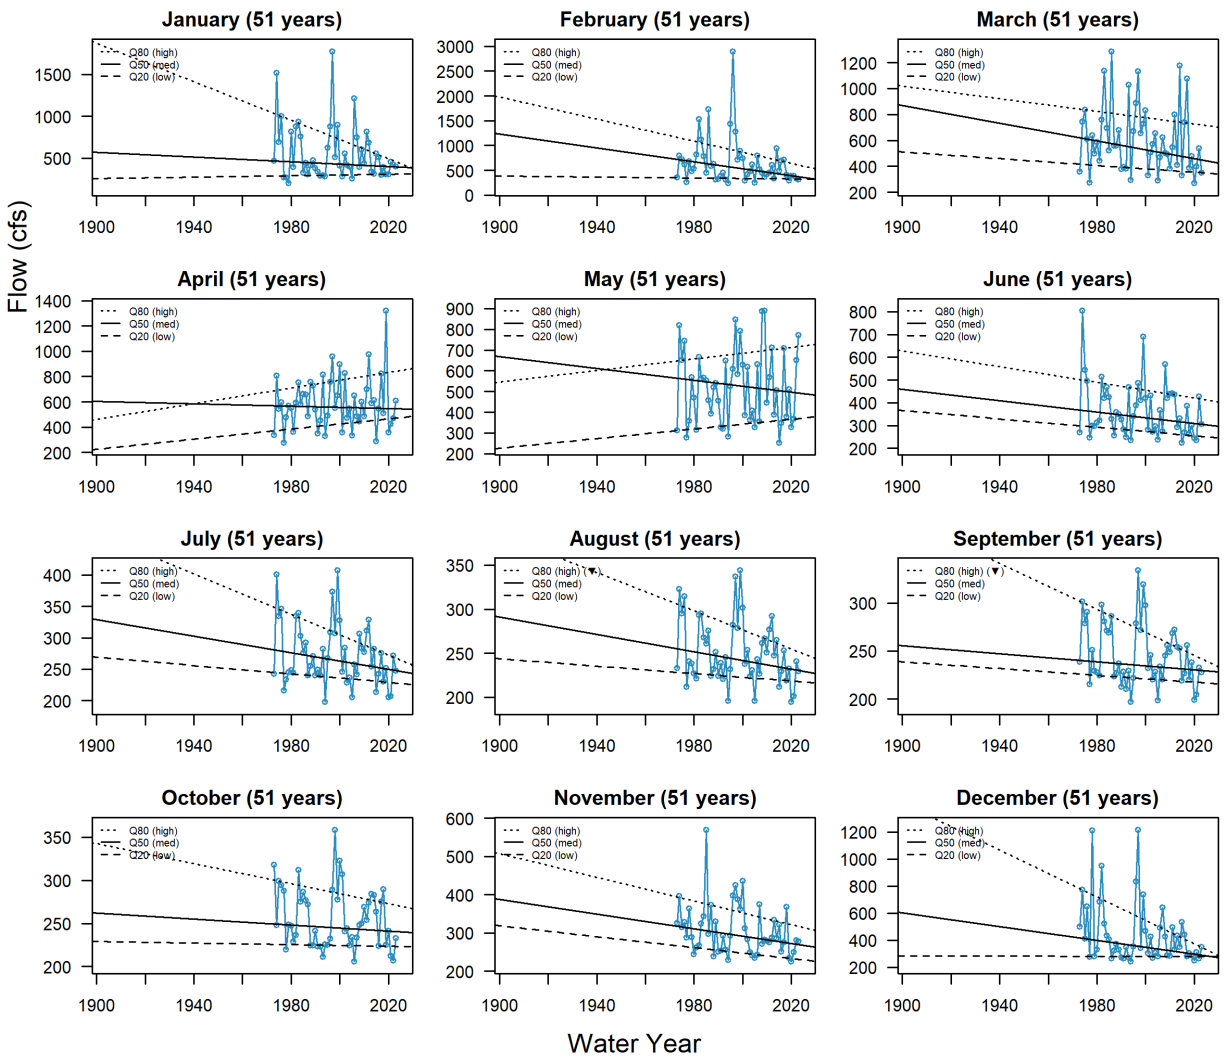 January (51 years)
Q80 (high)
Q50 (med)
Q20 (low)
1500
1000
500
1900 1940 1980 2020
February (51 years)
Q80 (high)
Q50 (med)
Q20 (low)
3000
2500
2000
1500
1000
500
0
1900 1940 1980 2020
March (51 years)
Q80 (high)
Q50 (med)
Q20 (low)
1200
1000
800
600
400
200
1900 1940 1980 2020
Flow (cfs)
April (51 years)
Q80 (high)
Q50 (med)
Q20 (low)
1400
1200
1000
800
600
400
200
1900 1940 1980 2020
May (51 years)
Q80 (high)
Q50 (med)
Q20 (low)
900
800
700
600
500
400
300
200
1900 1940 1980 2020
June (51 years)
Q80 (high)
Q50 (med)
Q20 (low)
800
700
600
500
400
300
200
1900 1940 1980 2020
July (51 years)
Q80 (high)
Q50 (med)
Q20 (low)
400
350
300
250
200
1900 1940 1980 2020
August (51 years)
Q80 (high) (▼)
Q50 (med)
Q20 (low)
350
300
250
200
1900 1940 1980 2020
September (51 years)
Q80 (high) (▼)
Q50 (med)
Q20 (low)
300
250
200
1900 1940 1980 2020
October (51 years)
Q80 (high)
Q50 (med)
Q20 (low)
350
300
250
200
1900 1940 1980 2020
November (51 years)
Q80 (high)
Q50 (med)
Q20 (low)
600
500
400
300
200
1900 1940 1980 2020
December (51 years)
Q80 (high)
Q50 (med)
Q20 (low)
1200
1000
800
600
400
200
1900 1940 1980 2020
Water Year